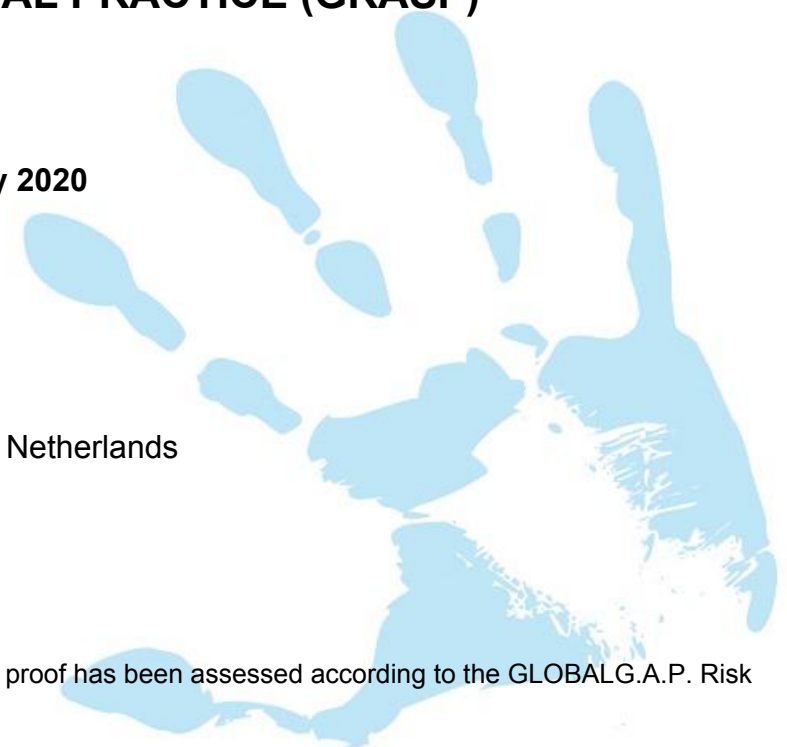 AL PRACTICE (GRASP)
y 2020
Netherlands
proof has been assessed according to the GLOBALG.A.P. Risk